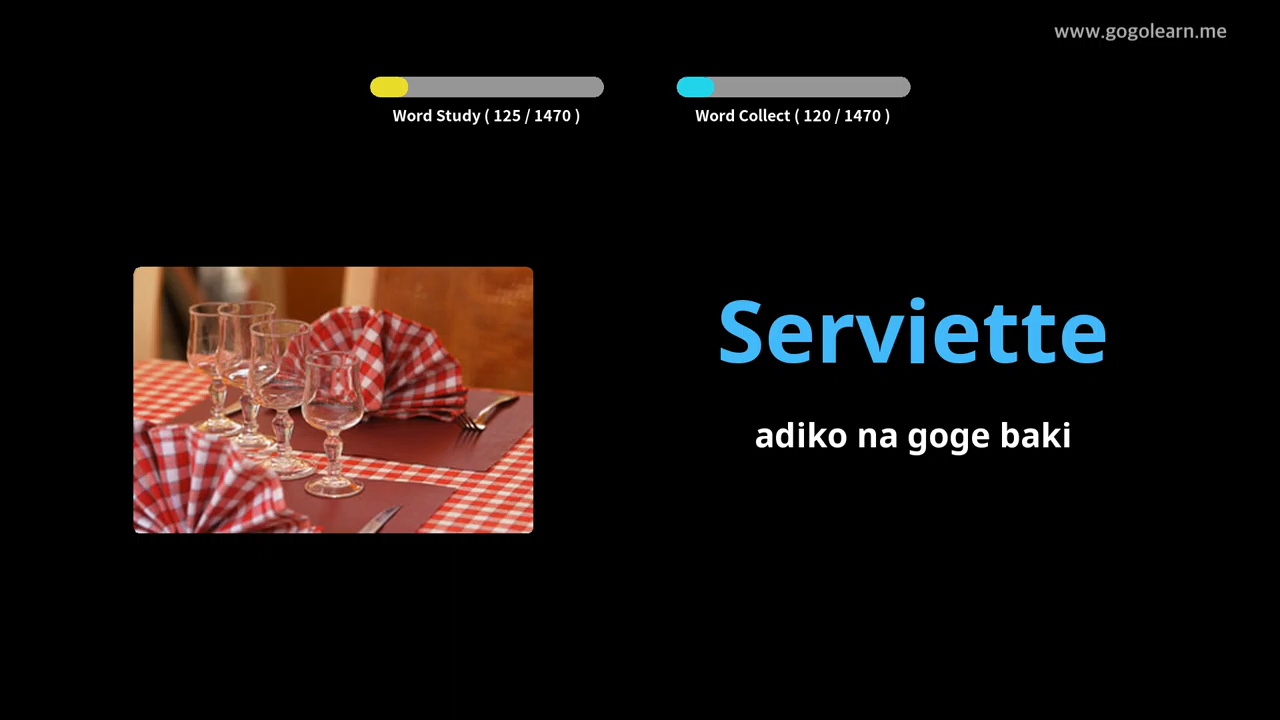 www.gogolearn.me
Word Study ( 125 / 1470 )
Word Collect ( 120 / 1470 )
Serviette
adiko na goge baki